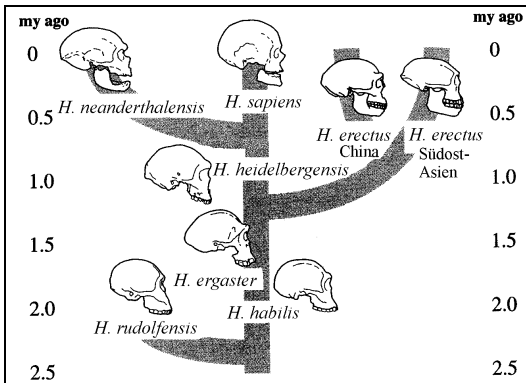 my ago
my ago
0
0
H. neanderthalensis
H. sapiens
0.5
0.5
H. erectus
H. erectus
China
Südost-
Asien
H. heidelbergensis
1.0
1.0
1.5
1.5
H. ergaster
2.0
H. habilis
2.0
H. rudolfensis
2.5
2.5